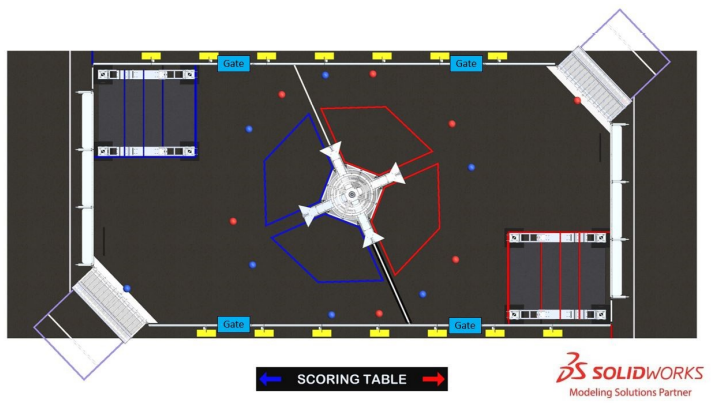 Gate
Gate
Gate
Gate
SCORING TABLE
SOLIDWORKS
Modeling Solutions Partner